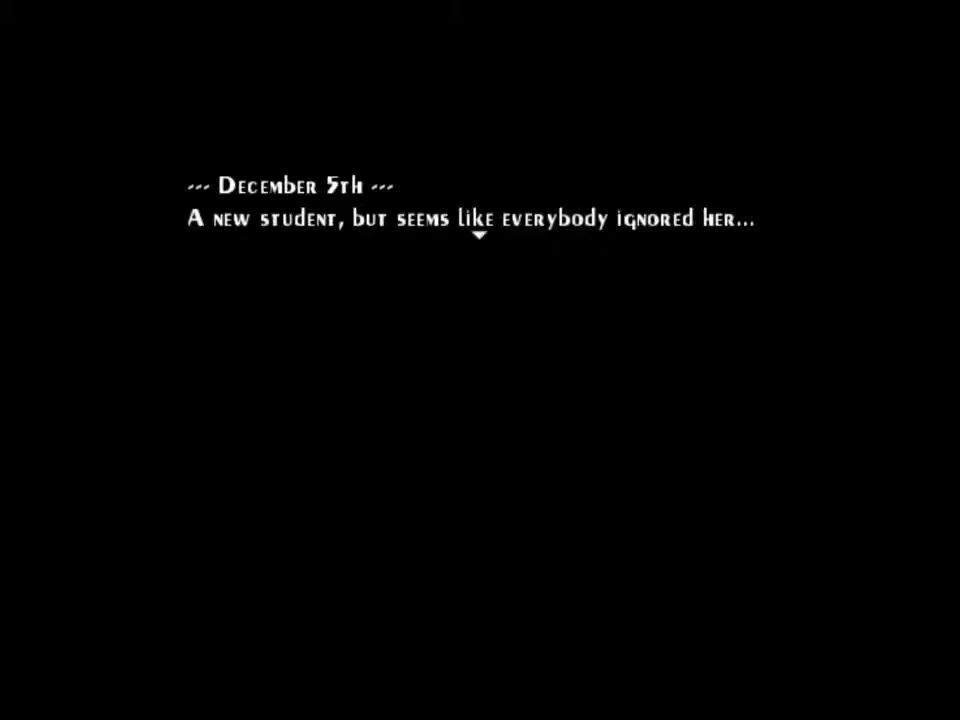 --- December 5th ---
A new student, but seems like everybody ignored her...